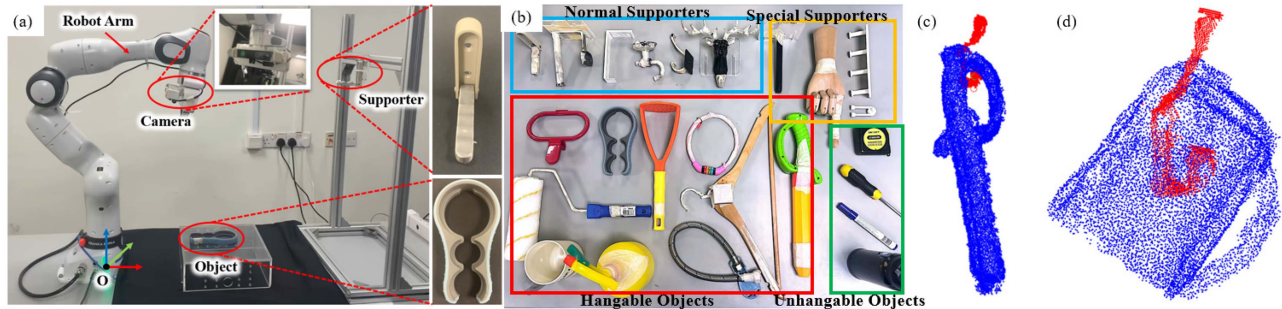 (a)
Robot Arm
Camera
Supporter
Object
O
(b)
Normal Supporters
Special Supporters
Hangable Objects
Unhangable Objects
(c)
(d)